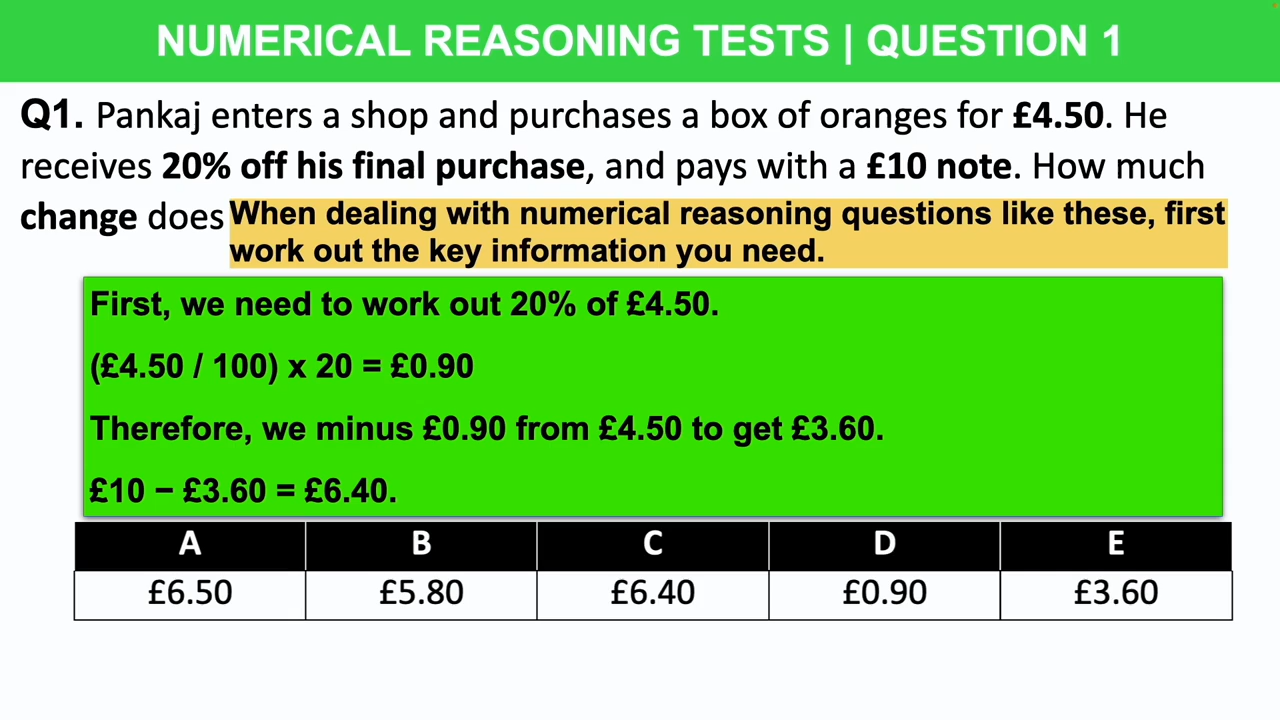 NUMERICAL REASONING TESTS | QUESTION 1
Q1. Pankaj enters a shop and purchases a box of oranges for £4.50. He
receives 20% off his final purchase, and pays with a £10 note. How much
change does
When dealing with numerical reasoning questions like these, first
work out the key information you need.
First, we need to work out 20% of £4.50.
(£4.50 / 100) x 20 = £0.90
Therefore, we minus £0.90 from £4.50 to get £3.60.
£10 – £3.60 = £6.40.
A B C D E
£6.50 £5.80 £6.40 £0.90 £3.60